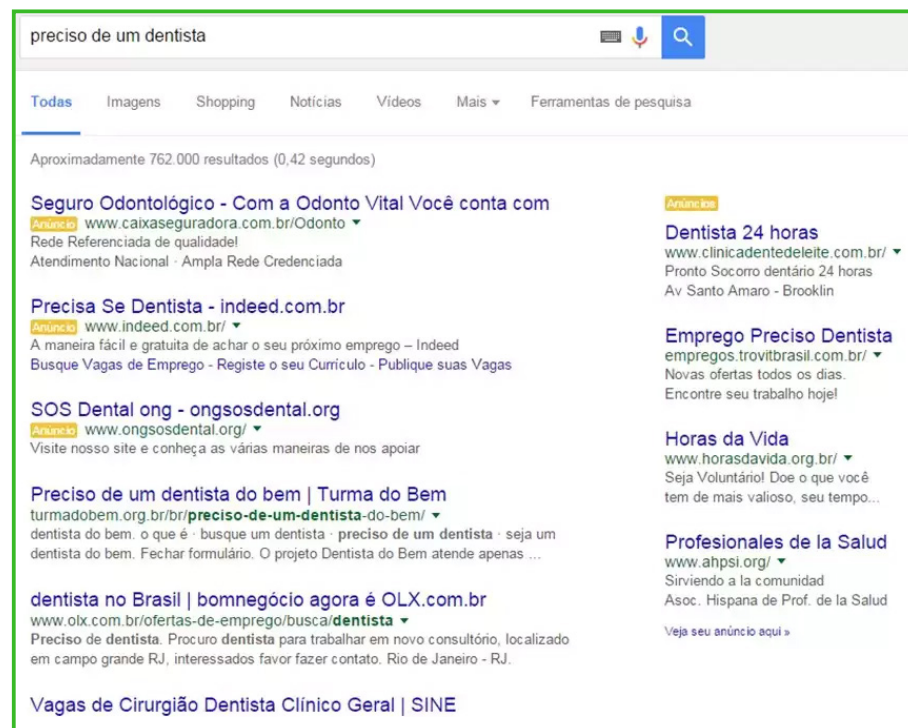 preciso de um dentista
Todas Imagens Shopping Notícias Vídeos Mais Ferramentas de pesquisa
Aproximadamente 762.000 resultados (0,42 segundos)
Seguro Odontológico - Com a Odonto Vital Você conta com
Anúncio www.caixaseguradora.com.br/Odonto
Rede Referenciada de qualidade!
Atendimento Nacional · Ampla Rede Credenciada
Precisa Se Dentista - indeed.com.br
Anúncio www.indeed.com.br/
A maneira fácil e gratuita de achar o seu próximo emprego – Indeed
Busque Vagas de Emprego - Registe o seu Currículo - Publique suas Vagas
SOS Dental ong - ongsosdental.org
Anúncio www.ongsosdental.org/
Visite nosso site e conheça as várias maneiras de nos apoiar
Preciso de um dentista do bem | Turma do Bem
turmadobem.org.br/br/preciso-de-um-dentista-do-bem/
dentista do bem. o que é · busque um dentista · preciso de um dentista · seja um
dentista do bem. Fechar formulário. O projeto Dentista do Bem atende apenas ...
dentista no Brasil | bomnegócio agora é OLX.com.br
www.olx.com.br/ofertas-de-emprego/busca/dentista
Preciso de dentista. Procuro dentista para trabalhar em novo consultório, localizado
em campo grande RJ, interessados favor fazer contato. Rio de Janeiro - RJ.
Vagas de Cirurgião Dentista Clínico Geral | SINE
Anúncios
Dentista 24 horas
www.clinicadentedeleite.com.br/
Pronto Socorro dentário 24 horas
Av Santo Amaro - Brooklin
Emprego Preciso Dentista
empregos.trovitbrasil.com.br/
Novas ofertas todos os dias.
Encontre seu trabalho hoje!
Horas da Vida
www.horasdavida.org.br/
Seja Voluntário! Doe o que você
tem de mais valioso, seu tempo...
Profesionales de la Salud
www.ahpsi.org/
Sirviendo a la comunidad
Asoc. Hispana de Prof. de la Salud
Veja seu anúncio aqui »